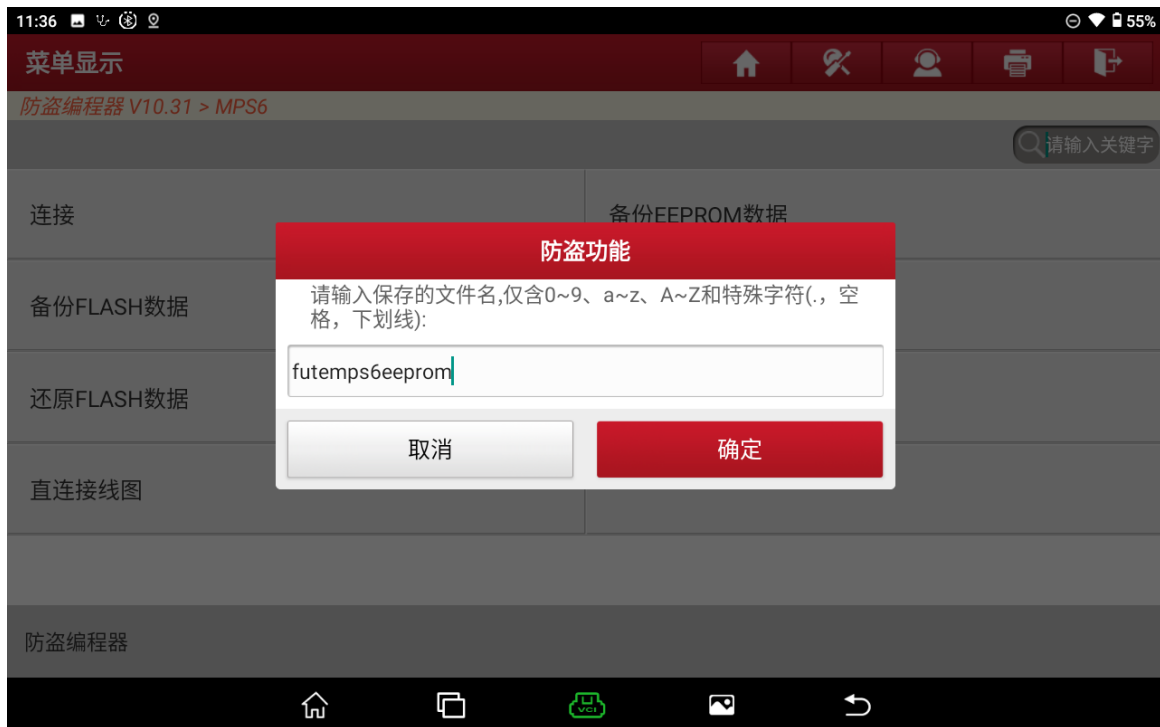 11:36
55%
菜单显示
防盗编程器 V10.31 > MPS6
请输入关键字
连接
备份EEPROM数据
防盗功能
请输入保存的文件名,仅含0~9、a~z、A~Z和特殊字符(.，空
格，下划线):
futemps6eeprom
取消
确定
备份FLASH数据
还原FLASH数据
直连接线图
防盗编程器
VCI